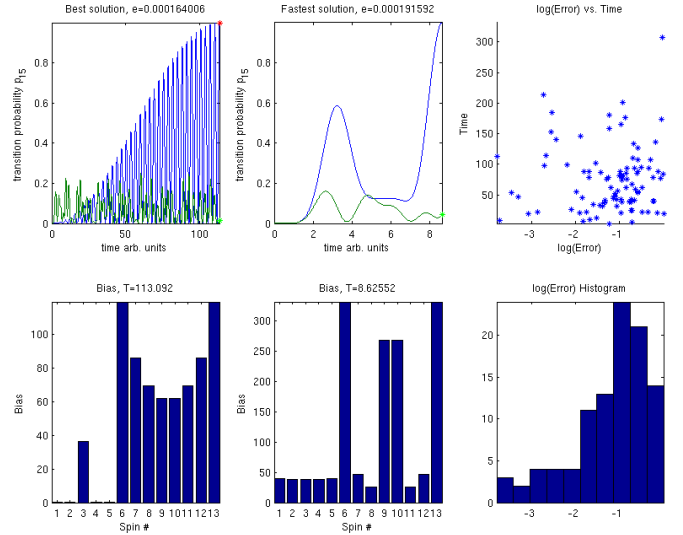 Best solution, e=0.000164006
transition probability p15
0.8
0.6
0.4
0.2
0
0
50
100
time arb. units
Fastest solution, e=0.000191592
transition probability p15
0.8
0.6
0.4
0.2
0
0
2
4
6
8
time arb. units
log(Error) vs. Time
Time
300
250
200
150
100
50
-3
-2
-1
log(Error)
Bias, T=113.092
Bias
100
80
60
40
20
0
1 2 3 4 5 6 7 8 9 10 11 12 13
Spin #
Bias, T=8.62552
Bias
300
250
200
150
100
50
0
1 2 3 4 5 6 7 8 9 10 11 12 13
Spin #
log(Error) Histogram
20
15
10
5
0
-3
-2
-1